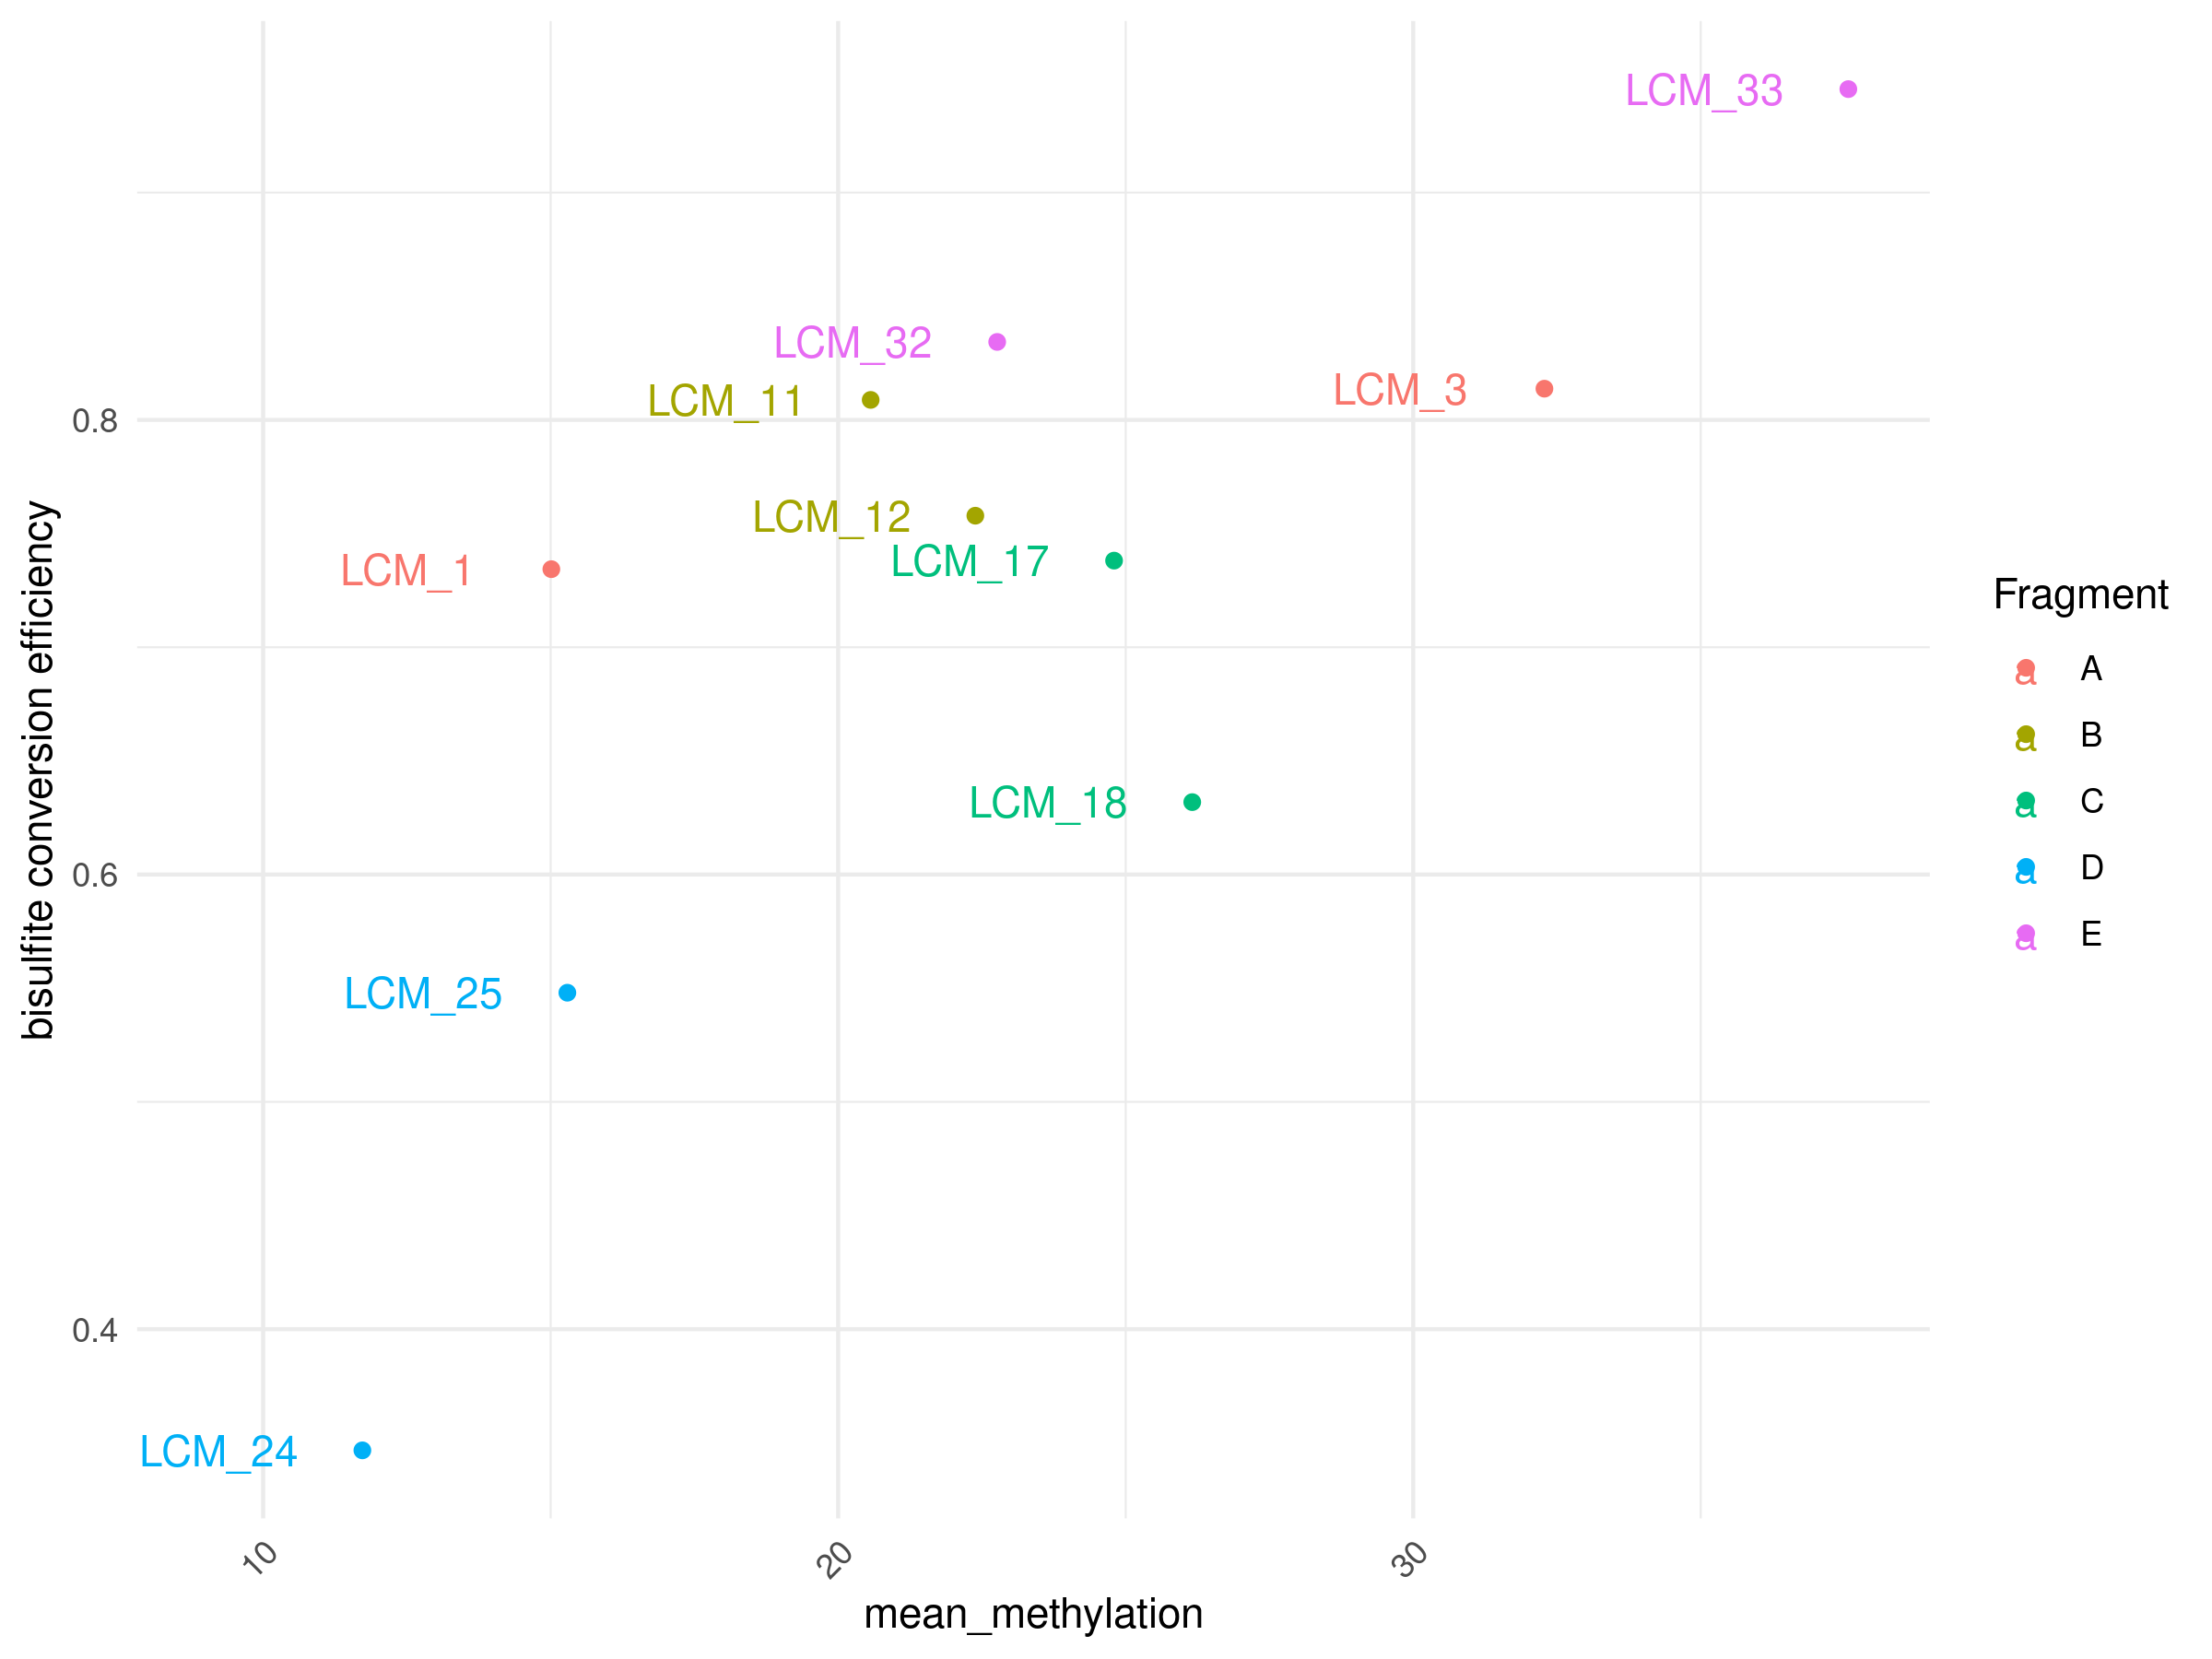 LCM_33
LCM_32
LCM_3
LCM_11
LCM_12
LCM_17
LCM_1
LCM_18
LCM_25
LCM_24
0.8
0.6
0.4
bisulfite conversion efficiency
10
20
30
mean_methylation
Fragment
a A
a B
a C
a D
a E